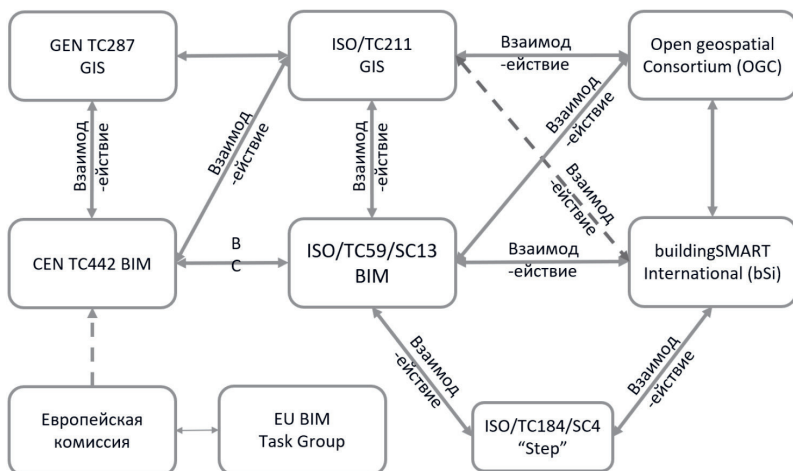 GEN TC287
GIS
ISO/TC211
GIS
Взаимод
-ействие
Open geospatial
Consortium (OGC)
Взаимод
-ействие
Взаимод
-ействие
Взаимод
-ействие
Взаимод
-ействие
Взаимод
-ействие
CEN TC442 BIM
В
С
ISO/TC59/SC13
BIM
Взаимод
-ействие
buildingSMART
International (bSi)
Взаимод
-ействие
Взаимод
-ействие
Европейская
комиссия
EU BIM
Task Group
ISO/TC184/SC4
“Step”